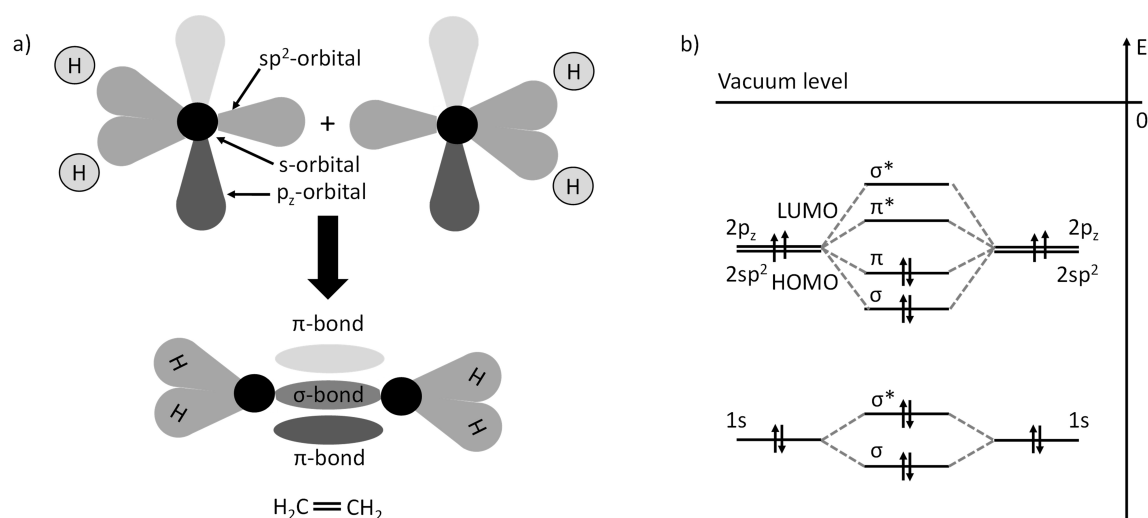 a)
H
H
sp²-orbital
+
s-orbital
p_z-orbital
H
H
π-bond
H
H
σ-bond
H
H
π-bond
H₂C=CH₂
b)
E
Vacuum level
0
σ*
LUMO
π*
2p_z
2p_z
2sp²
HOMO
π
2sp²
σ
1s
σ*
1s
σ